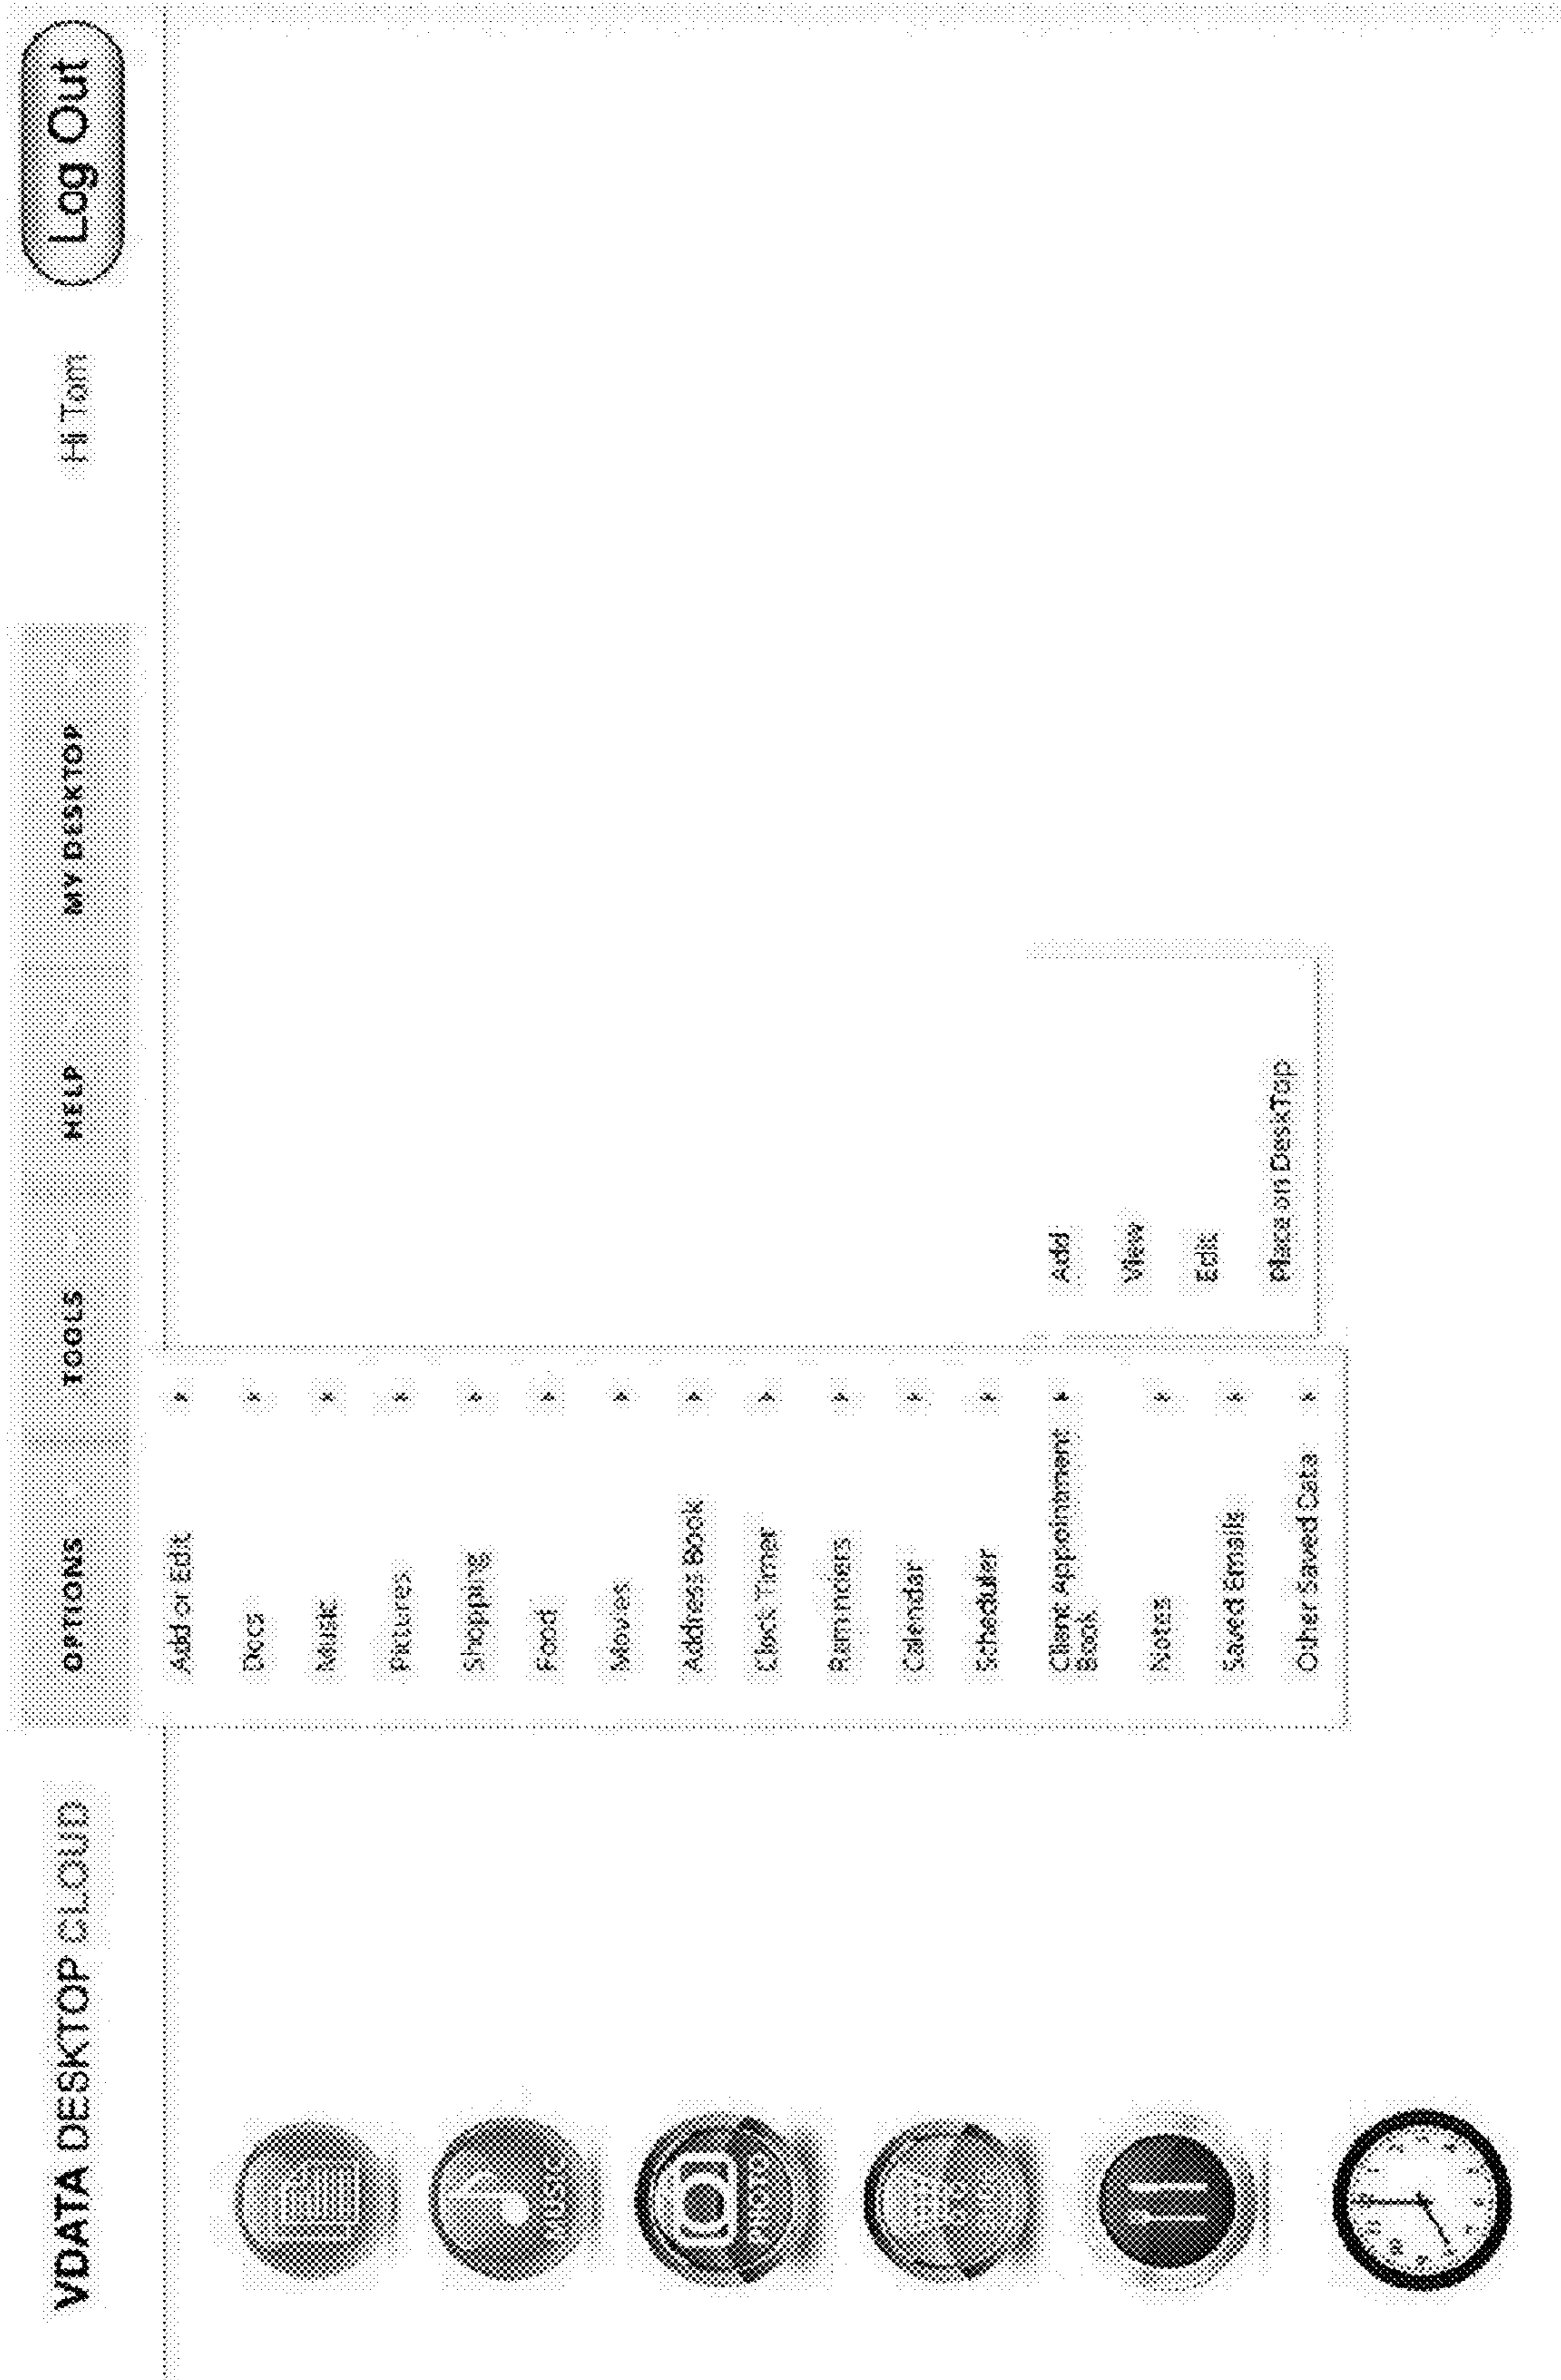 VDATA DESKTOP CLOUD
OPTIONS
TOOLS
HELP
MY DESKTOP
Hi Tom
Log Out
Add or Edit
Docs
Music
Pictures
Shopping
Food
Movies
Address Book
Clock Timer
Reminders
Calendar
Scheduler
Client Appointment
Book
Notes
Saved Emails
Other Saved Data
Add
View
Edit
Place on DeskTop
MUSIC
PHOTO